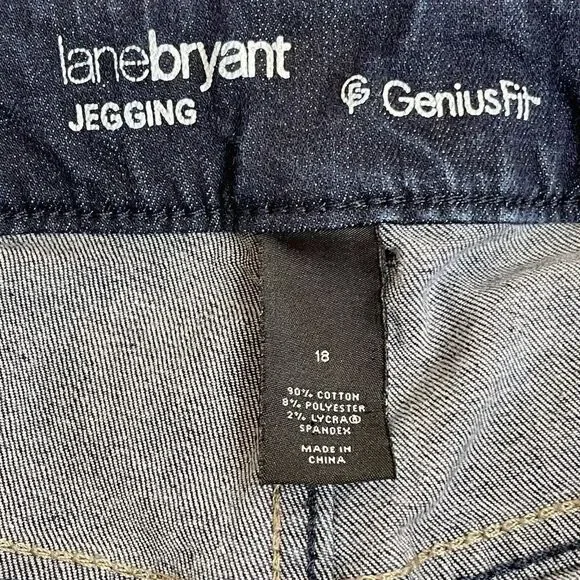 lanebryant
JEGGING
GeniusFit
18
90% COTTON
8% POLYESTER
2% LYCRA®
SPANDEX
MADE IN
CHINA